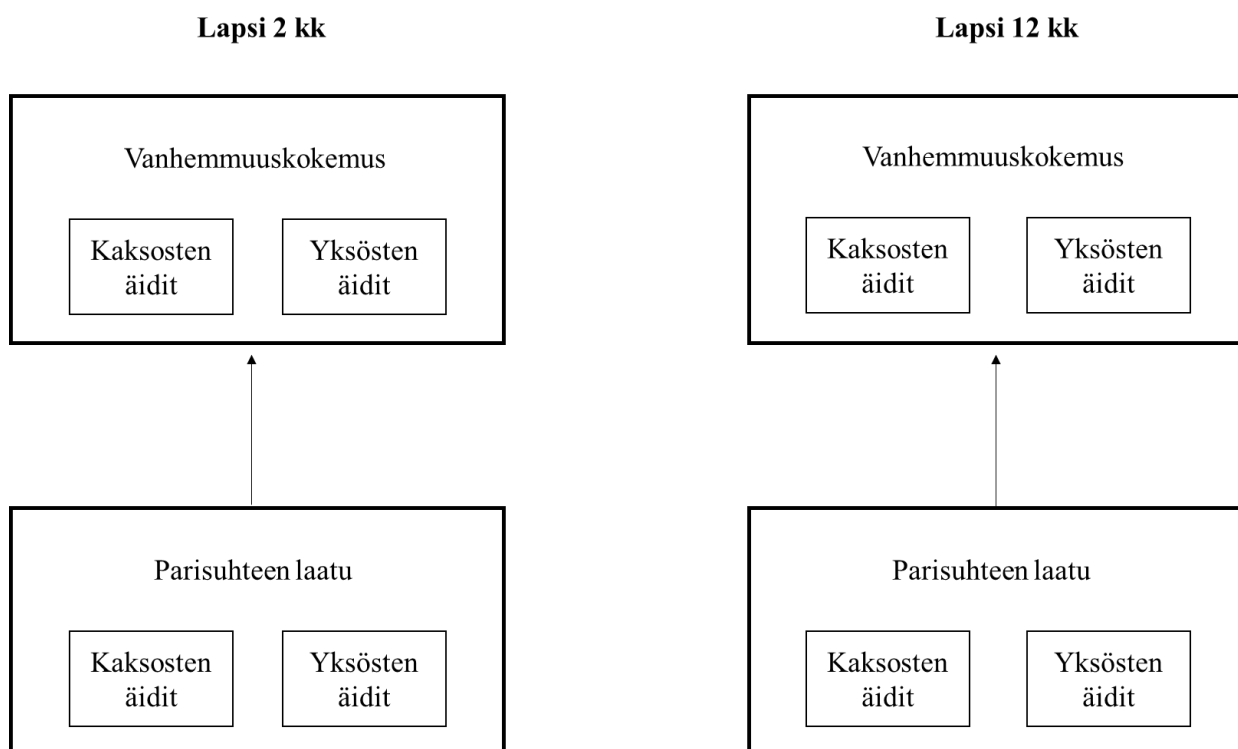 Lapsi 2 kk
Lapsi 12 kk
Vanhemmuuskokemus
Kaksosten
äidit
Yksösten
äidit
Vanhemmuuskokemus
Kaksosten
äidit
Yksösten
äidit
Parisuhteen laatu
Kaksosten
äidit
Yksösten
äidit
Parisuhteen laatu
Kaksosten
äidit
Yksösten
äidit